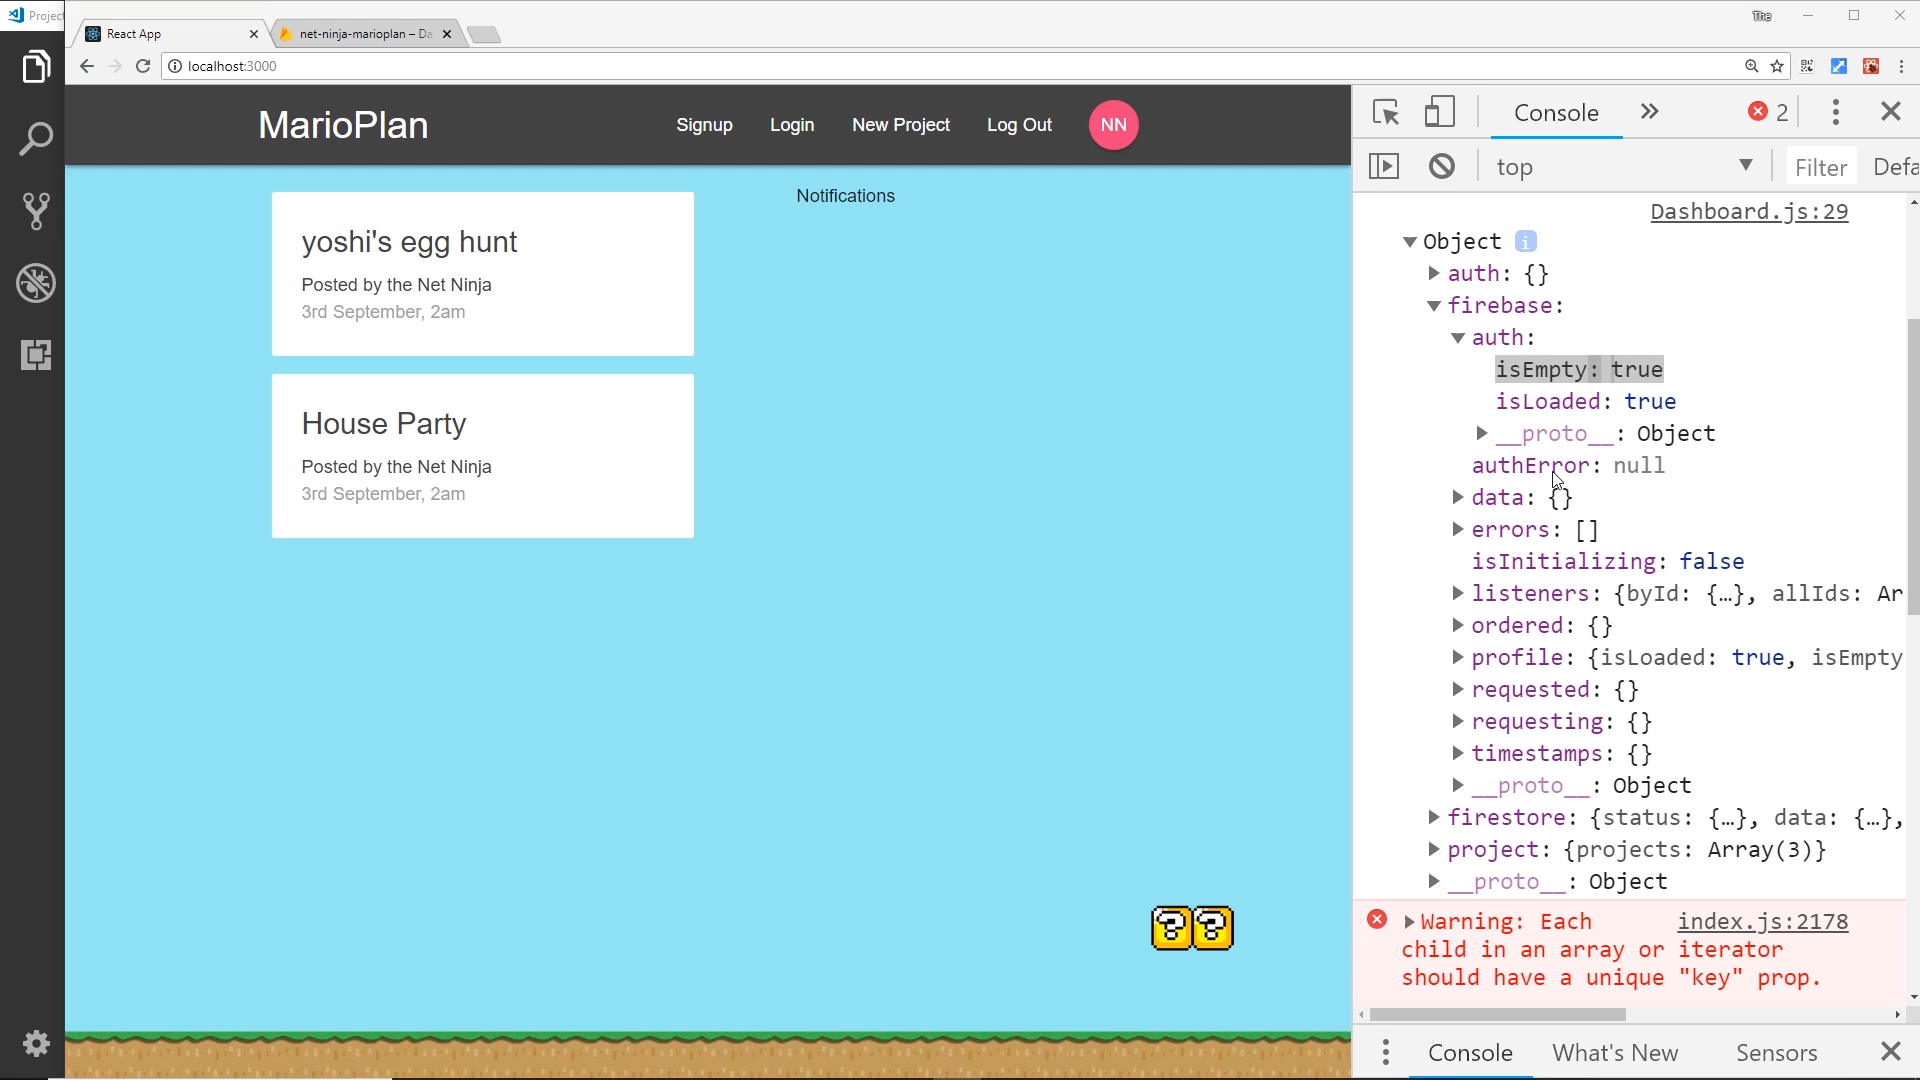 Project
React App
net-ninja-marioplan – Da
The
localhost:3000
MarioPlan
Signup
Login
New Project
Log Out
NN
yoshi's egg hunt
Posted by the Net Ninja
3rd September, 2am
House Party
Posted by the Net Ninja
3rd September, 2am
Notifications
Console
2
top
Filter
Defa
Dashboard.js:29
Object i
auth: {}
firebase:
auth:
isEmpty: true
isLoaded: true
__proto__: Object
authError: null
data: {}
errors: []
isInitializing: false
listeners: {byId: {…}, allIds: Ar
ordered: {}
profile: {isLoaded: true, isEmpty
requested: {}
requesting: {}
timestamps: {}
__proto__: Object
firestore: {status: {…}, data: {…},
project: {projects: Array(3)}
__proto__: Object
Warning: Each index.js:2178
child in an array or iterator
should have a unique "key" prop.
Console
What's New
Sensors